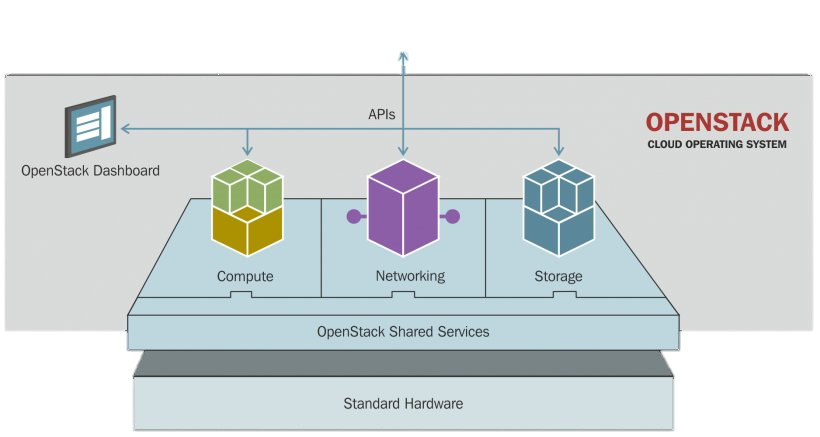 APIs
OPENSTACK
CLOUD OPERATING SYSTEM
OpenStack Dashboard
Compute
Networking
Storage
OpenStack Shared Services
Standard Hardware